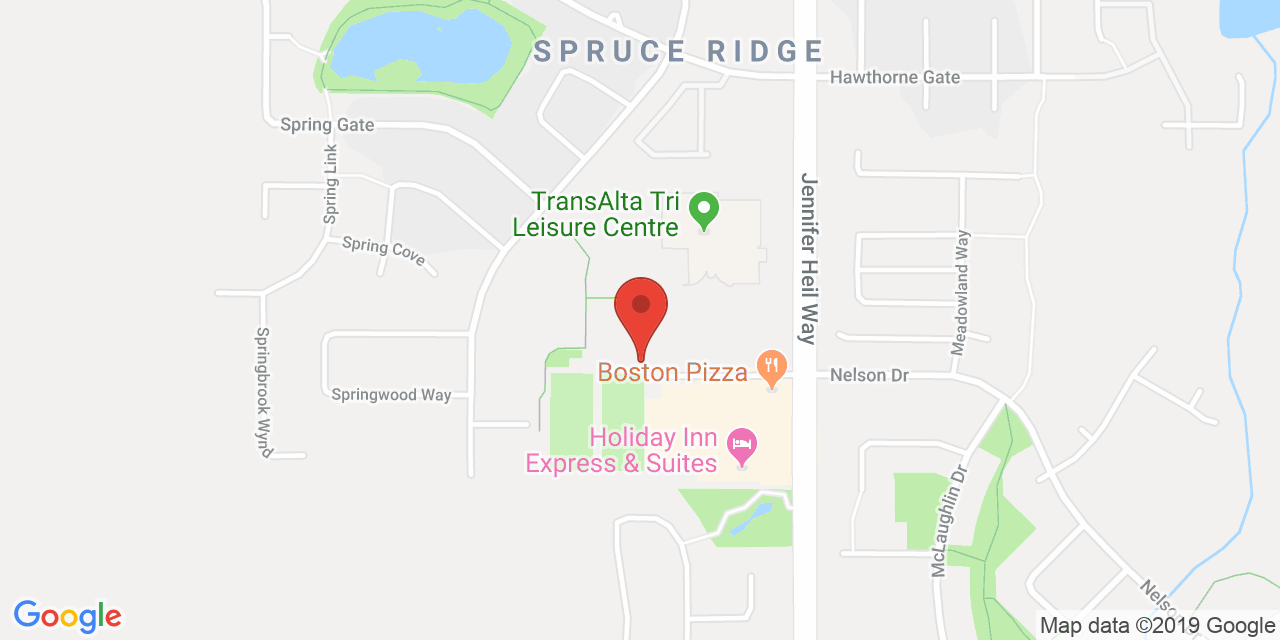 SPRUCE RIDGE
Hawthorne Gate
Spring Gate
Spring Link
TransAlta Tri
Leisure Centre
Jennifer Heil Way
Spring Cove
Meadowland Way
Springbrook Wynd
Boston Pizza
Nelson Dr
Springwood Way
Holiday Inn
Express & Suites
McLaughlin Dr
Nelson
Google
Map data ©2019 Google